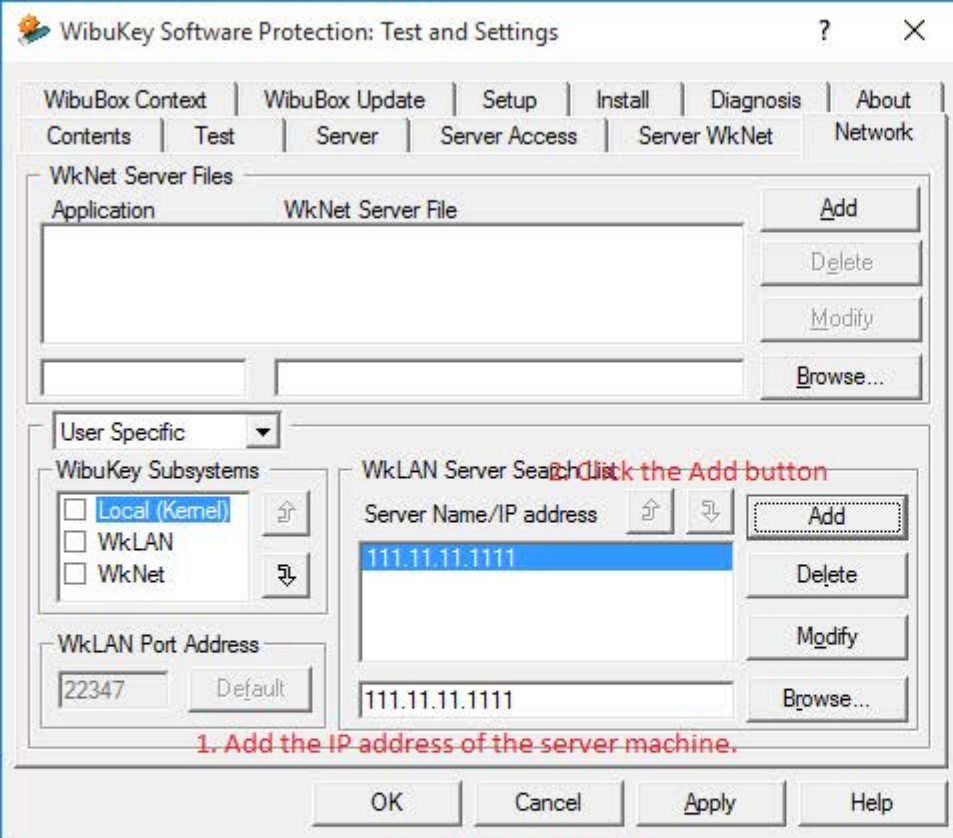 WibuKey Software Protection: Test and Settings ? X
WibuBox Context WibuBox Update Setup Install Diagnosis About
Contents Test Server Server Access Server WkNet Network
WkNet Server Files
Application WkNet Server File
Add
Delete
Modify
Browse...
User Specific
WibuKey Subsystems
Local (Kernel)
WkLAN
WkNet
WkLAN Port Address
22347 Default
WkLAN Server Search List
2. Click the Add button
Server Name/IP address
111.11.11.1111
111.11.11.1111
Add
Delete
Modify
Browse...
1. Add the IP address of the server machine.
OK Cancel Apply Help